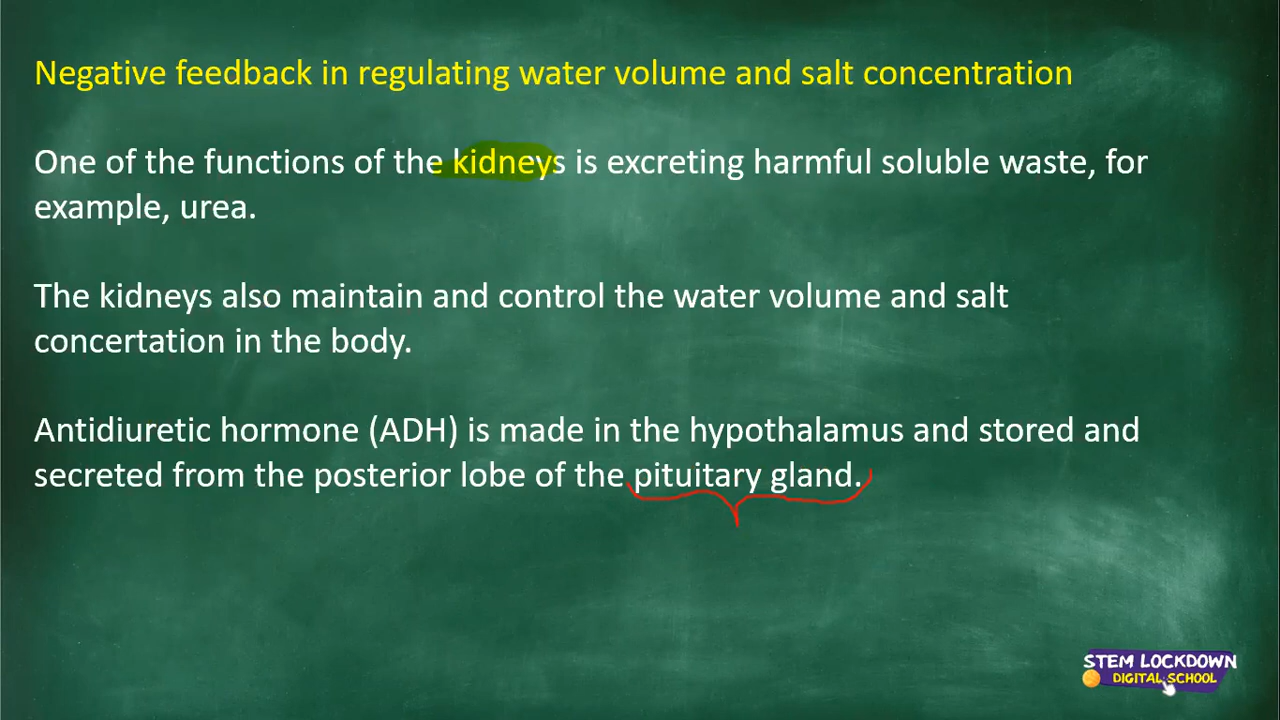 Negative feedback in regulating water volume and salt concentration
One of the functions of the kidneys is excreting harmful soluble waste, for
example, urea.
The kidneys also maintain and control the water volume and salt
concertation in the body.
Antidiuretic hormone (ADH) is made in the hypothalamus and stored and
secreted from the posterior lobe of the pituitary gland.
STEM LOCKDOWN
DIGITAL SCHOOL